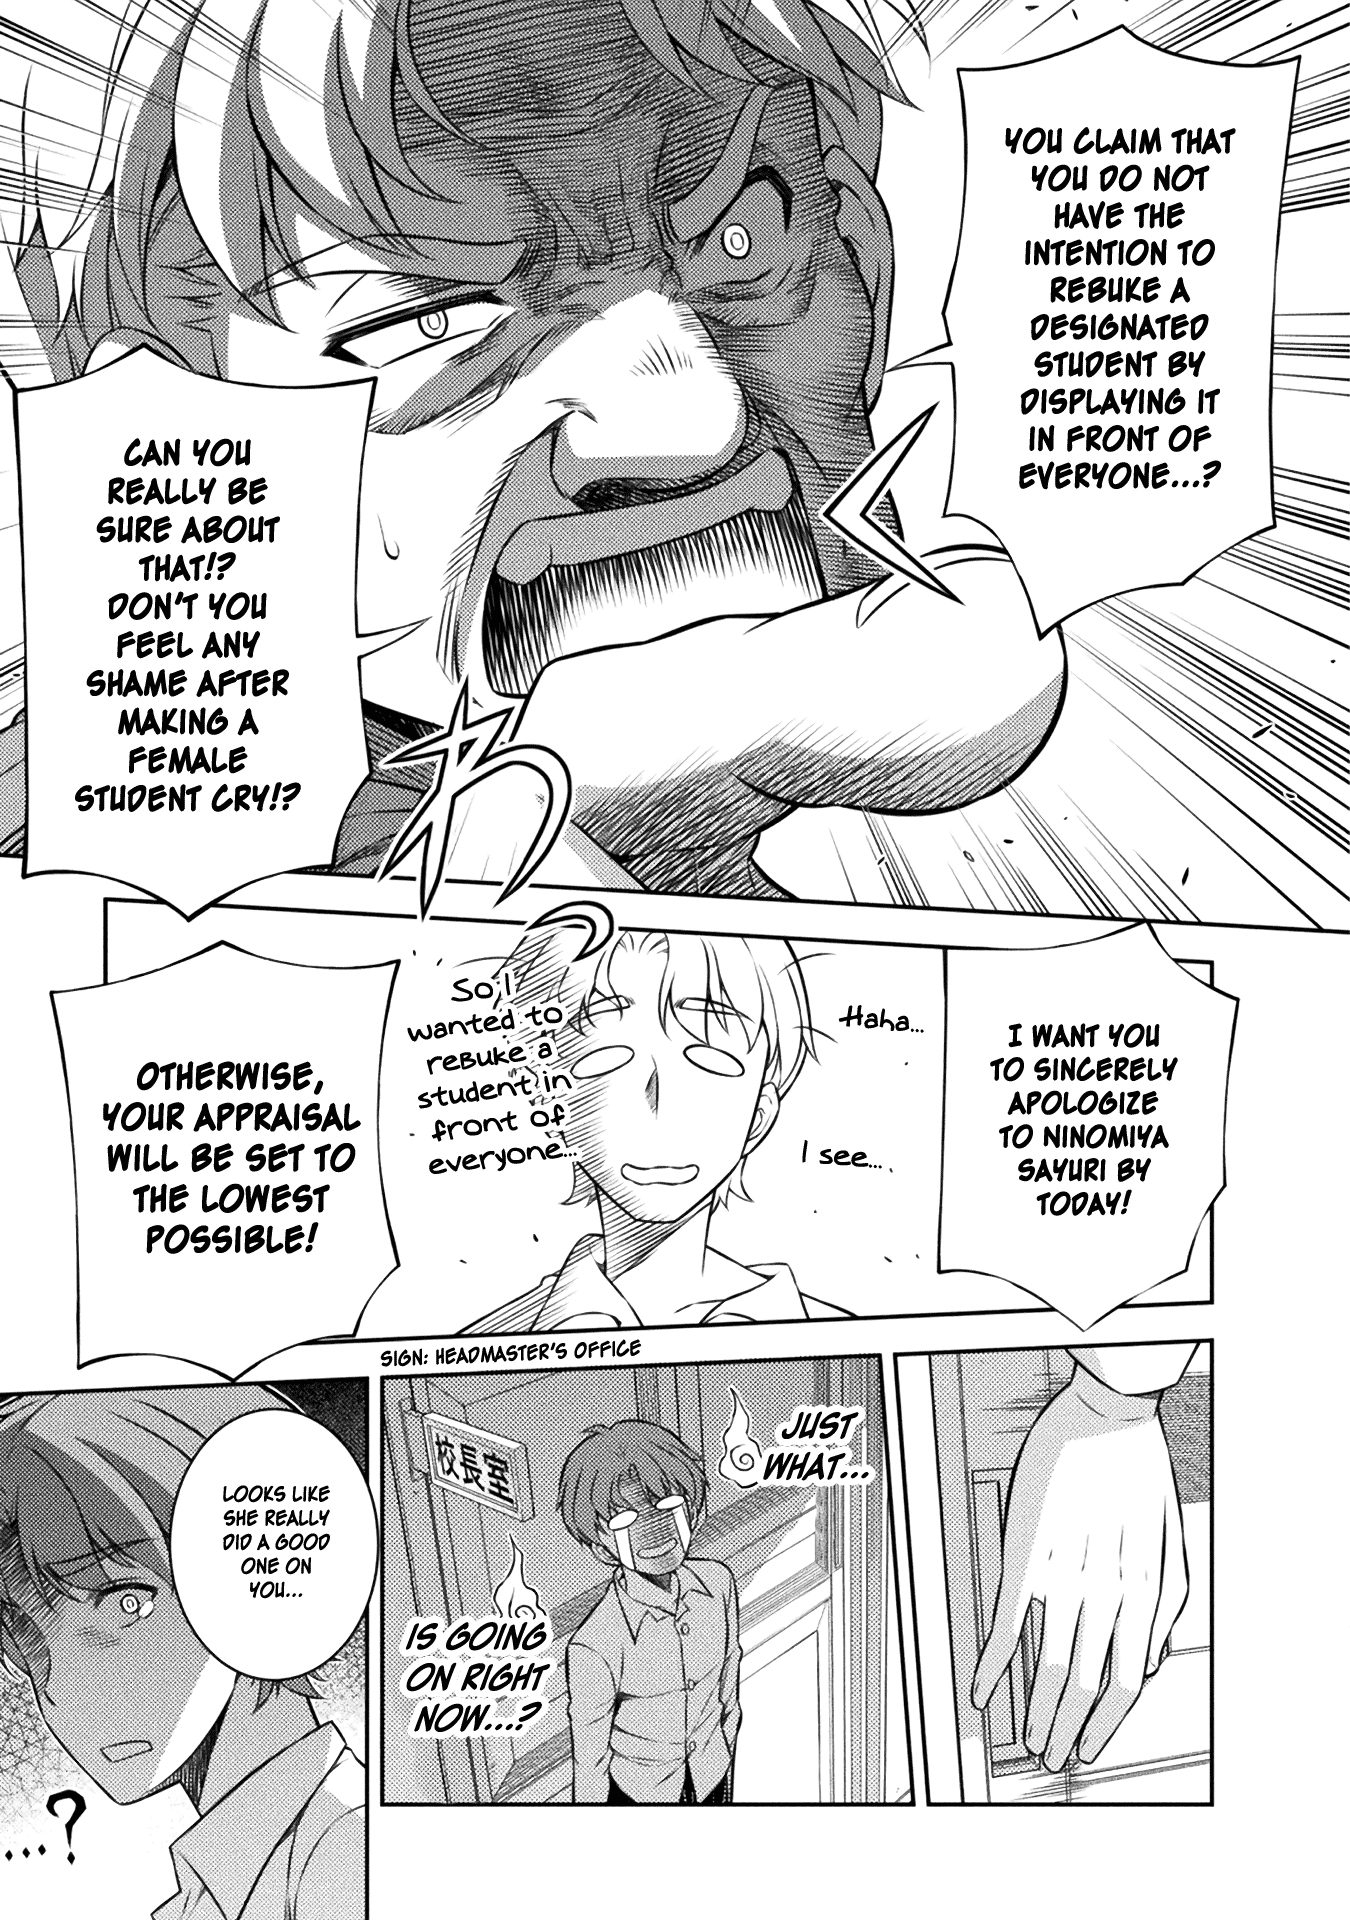 YOU CLAIM THAT
YOU DO NOT
HAVE THE
INTENTION TO
REBUKE A
DESIGNATED
STUDENT BY
DISPLAYING IT
IN FRONT OF
EVERYONE...?
CAN YOU
REALLY BE
SURE ABOUT
THAT!?
DON'T YOU
FEEL ANY
SHAME AFTER
MAKING A
FEMALE
STUDENT CRY!?
I WANT YOU
TO SINCERELY
APOLOGIZE
TO NINOMIYA
SAYURI BY
TODAY!
Haha...
I see...
So I
wanted to
rebuke a
student in
front of
everyone...
OTHERWISE,
YOUR APPRAISAL
WILL BE SET TO
THE LOWEST
POSSIBLE!
SIGN: HEADMASTER'S OFFICE
校長室
JUST
WHAT...
IS GOING
ON RIGHT
NOW...?
LOOKS LIKE
SHE REALLY
DID A GOOD
ONE ON
YOU...
...?